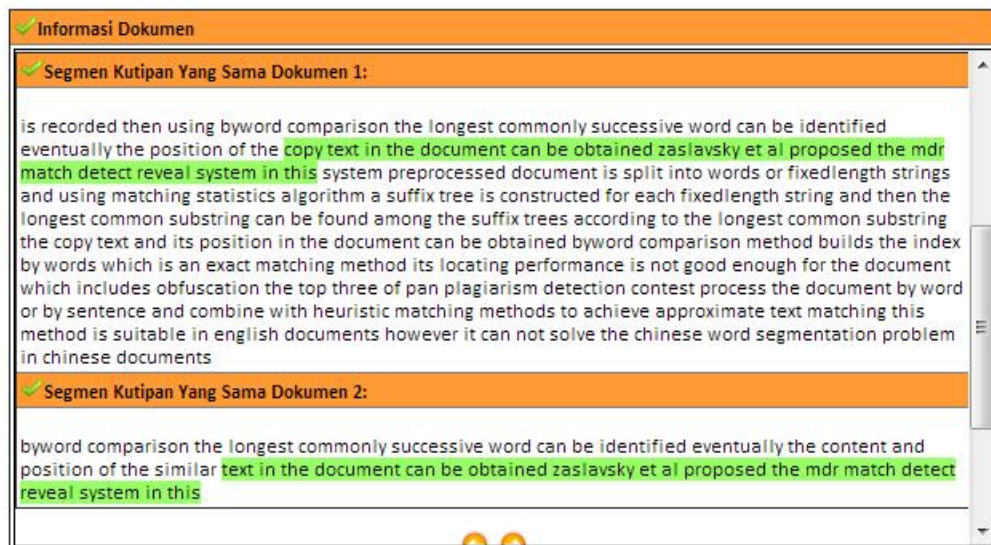 Informasi Dokumen
Segmen Kutipan Yang Sama Dokumen 1:
is recorded then using byword comparison the longest commonly successive word can be identified
eventually the position of the copy text in the document can be obtained zaslavsky et al proposed the mdr
match detect reveal system in this system preprocessed document is split into words or fixedlength strings
and using matching statistics algorithm a suffix tree is constructed for each fixedlength string and then the
longest common substring can be found among the suffix trees according to the longest common substring
the copy text and its position in the document can be obtained byword comparison method builds the index
by words which is an exact matching method its locating performance is not good enough for the document
which includes obfuscation the top three of pan plagiarism detection contest process the document by word
or by sentence and combine with heuristic matching methods to achieve approximate text matching this
method is suitable in english documents however it can not solve the chinese word segmentation problem
in chinese documents
Segmen Kutipan Yang Sama Dokumen 2:
byword comparison the longest commonly successive word can be identified eventually the content and
position of the similar text in the document can be obtained zaslavsky et al proposed the mdr match detect
reveal system in this